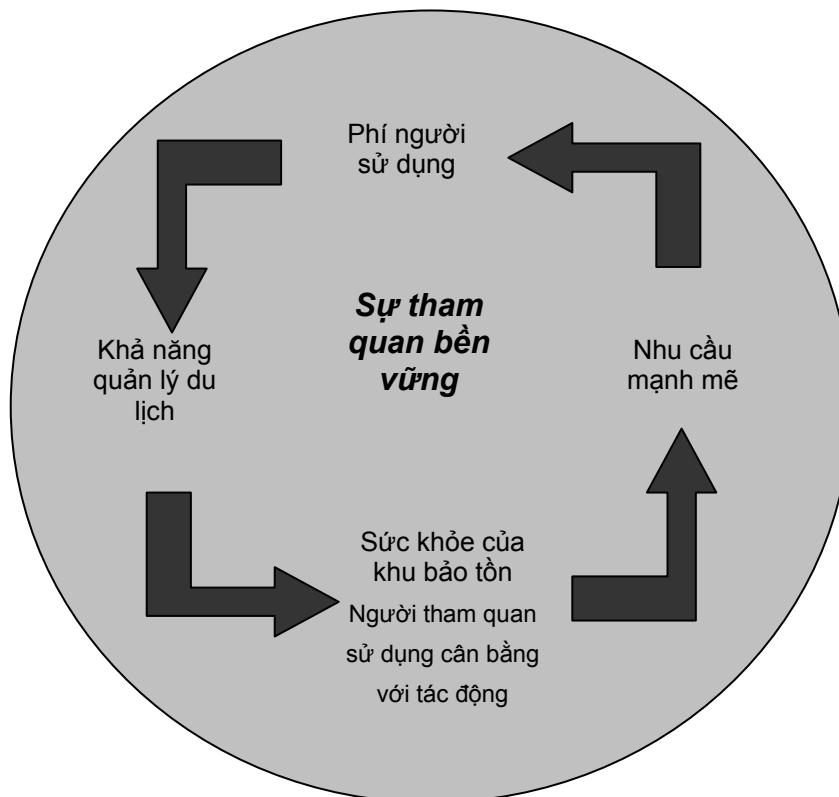 Phí người
sử dụng
Sự tham
quan bền
vững
Khả năng
quản lý du
lịch
Nhu cầu
mạnh mẽ
Sức khỏe của
khu bảo tồn
Người tham quan
sử dụng cân bằng
với tác động